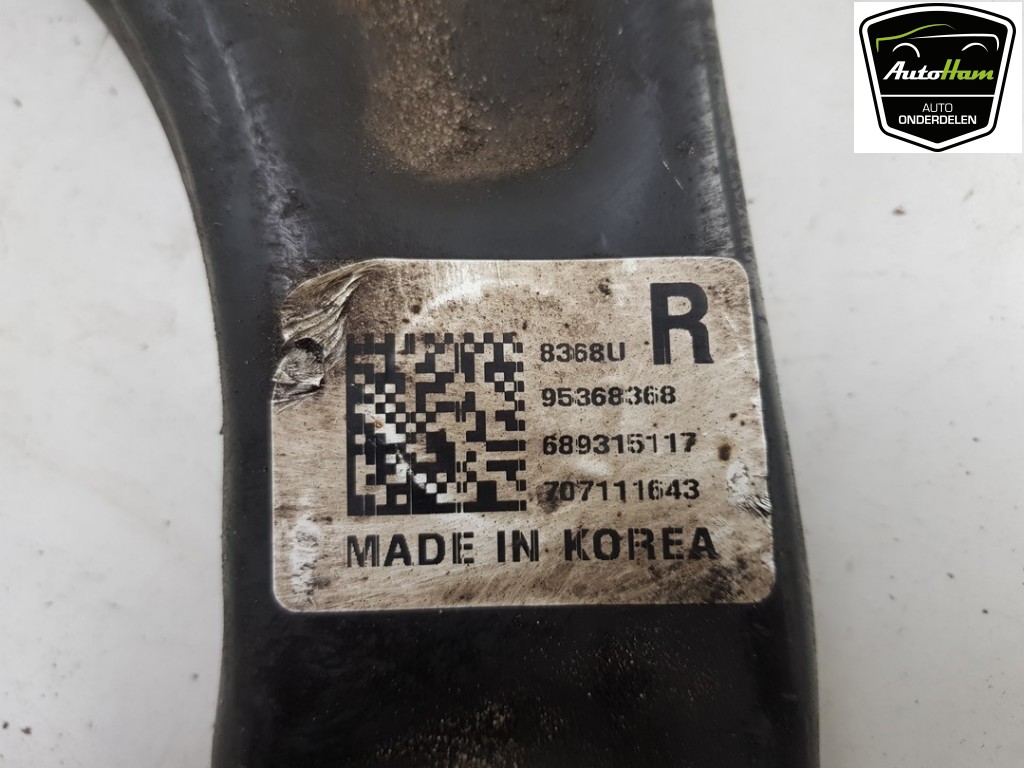 AutoHam
AUTO
ONDERDELEN
R
8368U
95368368
689315117
707111643
MADE IN KOREA